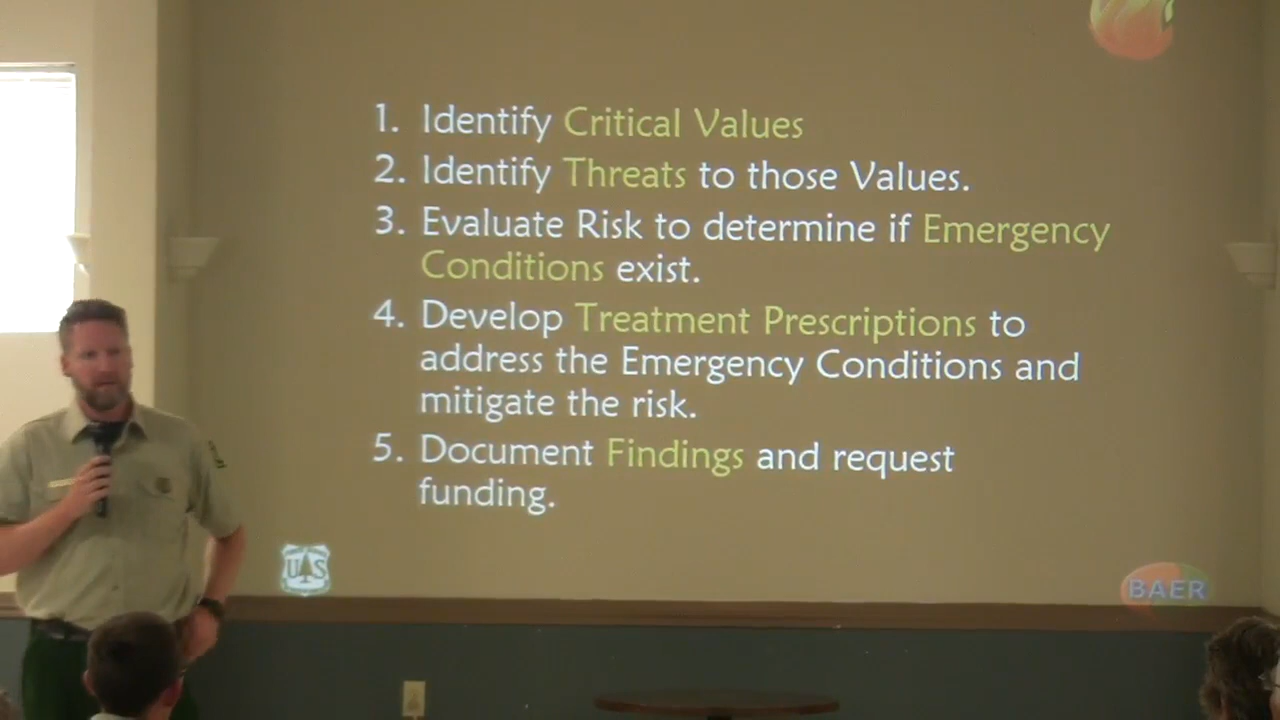 1. Identify Critical Values
2. Identify Threats to those Values.
3. Evaluate Risk to determine if Emergency
Conditions exist.
4. Develop Treatment Prescriptions to
address the Emergency Conditions and
mitigate the risk.
5. Document Findings and request
funding.
US
BAER